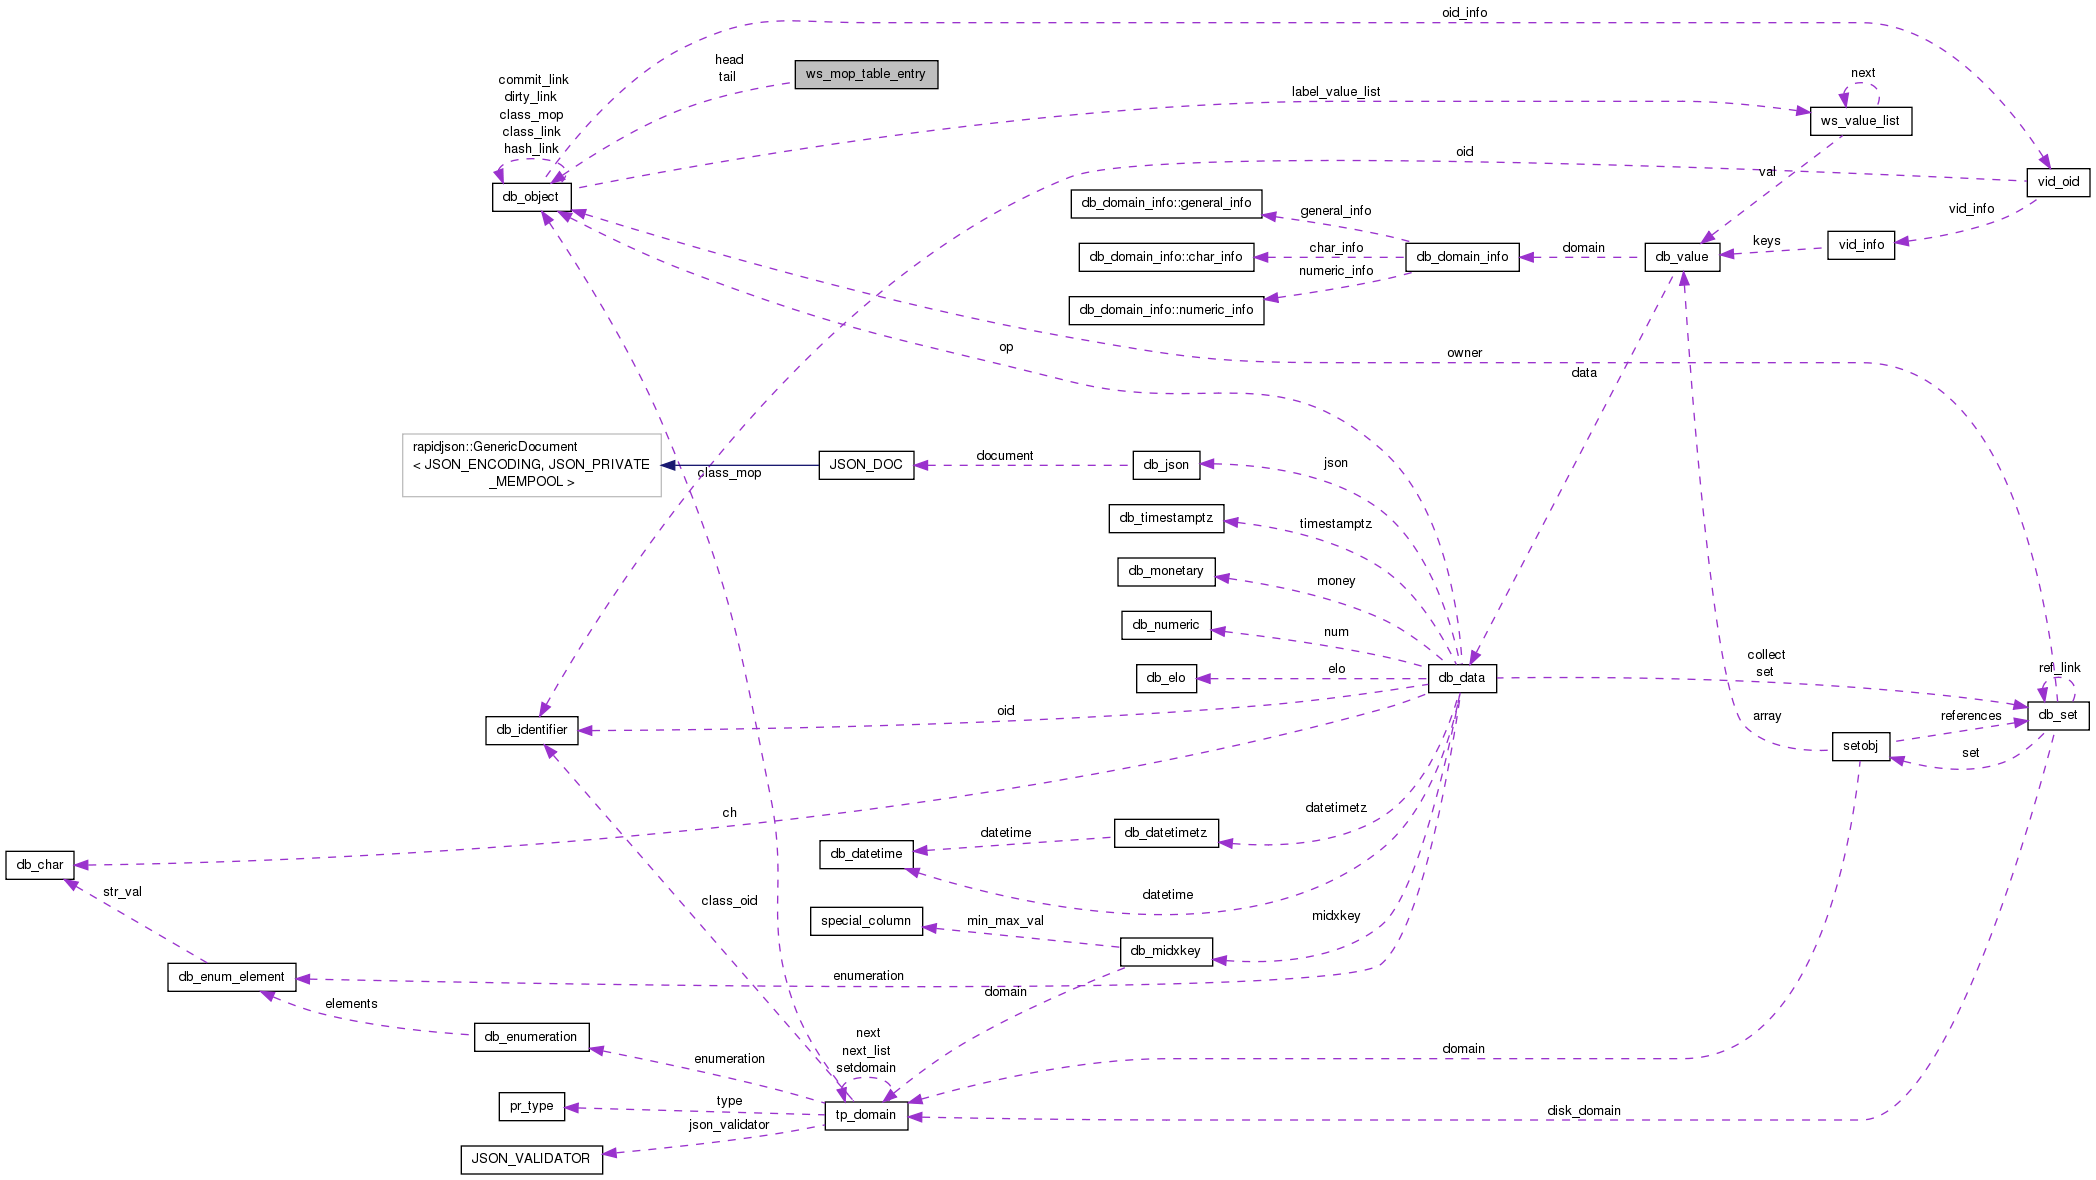 oid_info
head
tail
ws_mop_table_entry
commit_link
dirty_link
class_mop
class_link
hash_link
label_value_list
next
ws_value_list
oid
val
db_object
vid_oid
db_domain_info::general_info
general_info
vid_info
db_domain_info::char_info
char_info
db_domain_info
domain
db_value
keys
vid_info
numeric_info
db_domain_info::numeric_info
op
owner
data
rapidjson::GenericDocument
< JSON_ENCODING, JSON_PRIVATE
_MEMPOOL >
class_mop
JSON_DOC
document
db_json
json
db_timestamptz
timestamptz
db_monetary
money
db_numeric
num
db_elo
elo
db_data
collect
set
ref_link
db_identifier
oid
array
references
db_set
setobj
set
ch
datetimetz
db_datetimetz
datetime
db_datetime
db_char
str_val
class_oid
datetime
special_column
min_max_val
midxkey
db_midxkey
db_enum_element
enumeration
domain
elements
db_enumeration
next
next_list
setdomain
enumeration
domain
pr_type
type
tp_domain
disk_domain
json_validator
JSON_VALIDATOR